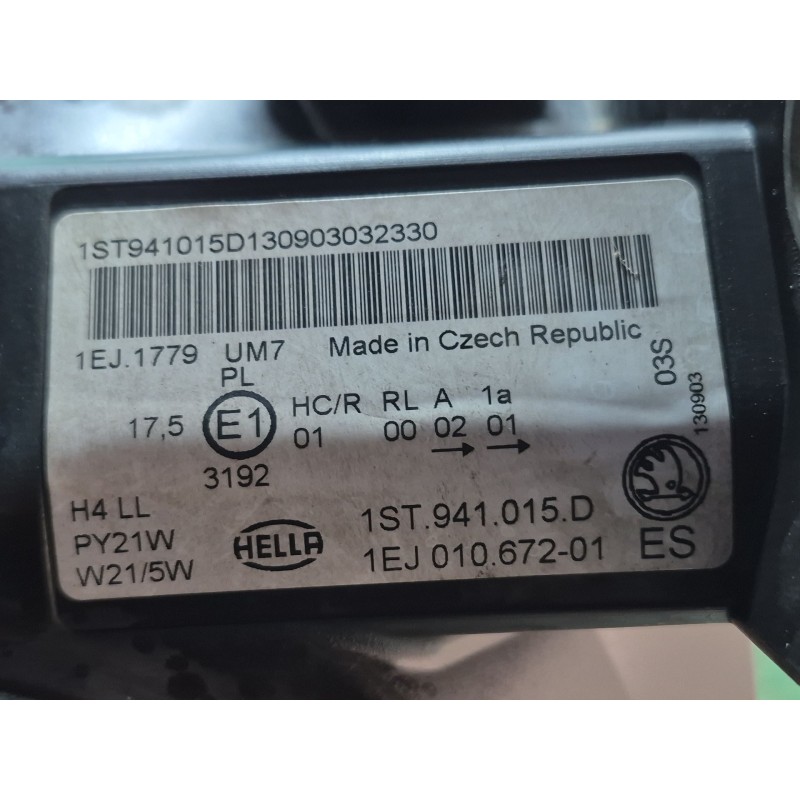 1ST941015D130903032330
1EJ.1779 UM7 Made in Czech Republic
PL
17,5 E1 HC/R RL A 1a
01 00 02 01
3192
03S
130903
H4 LL
PY21W
W21/5W
HELLA
1ST.941.015.D
1EJ 010.672-01
ES